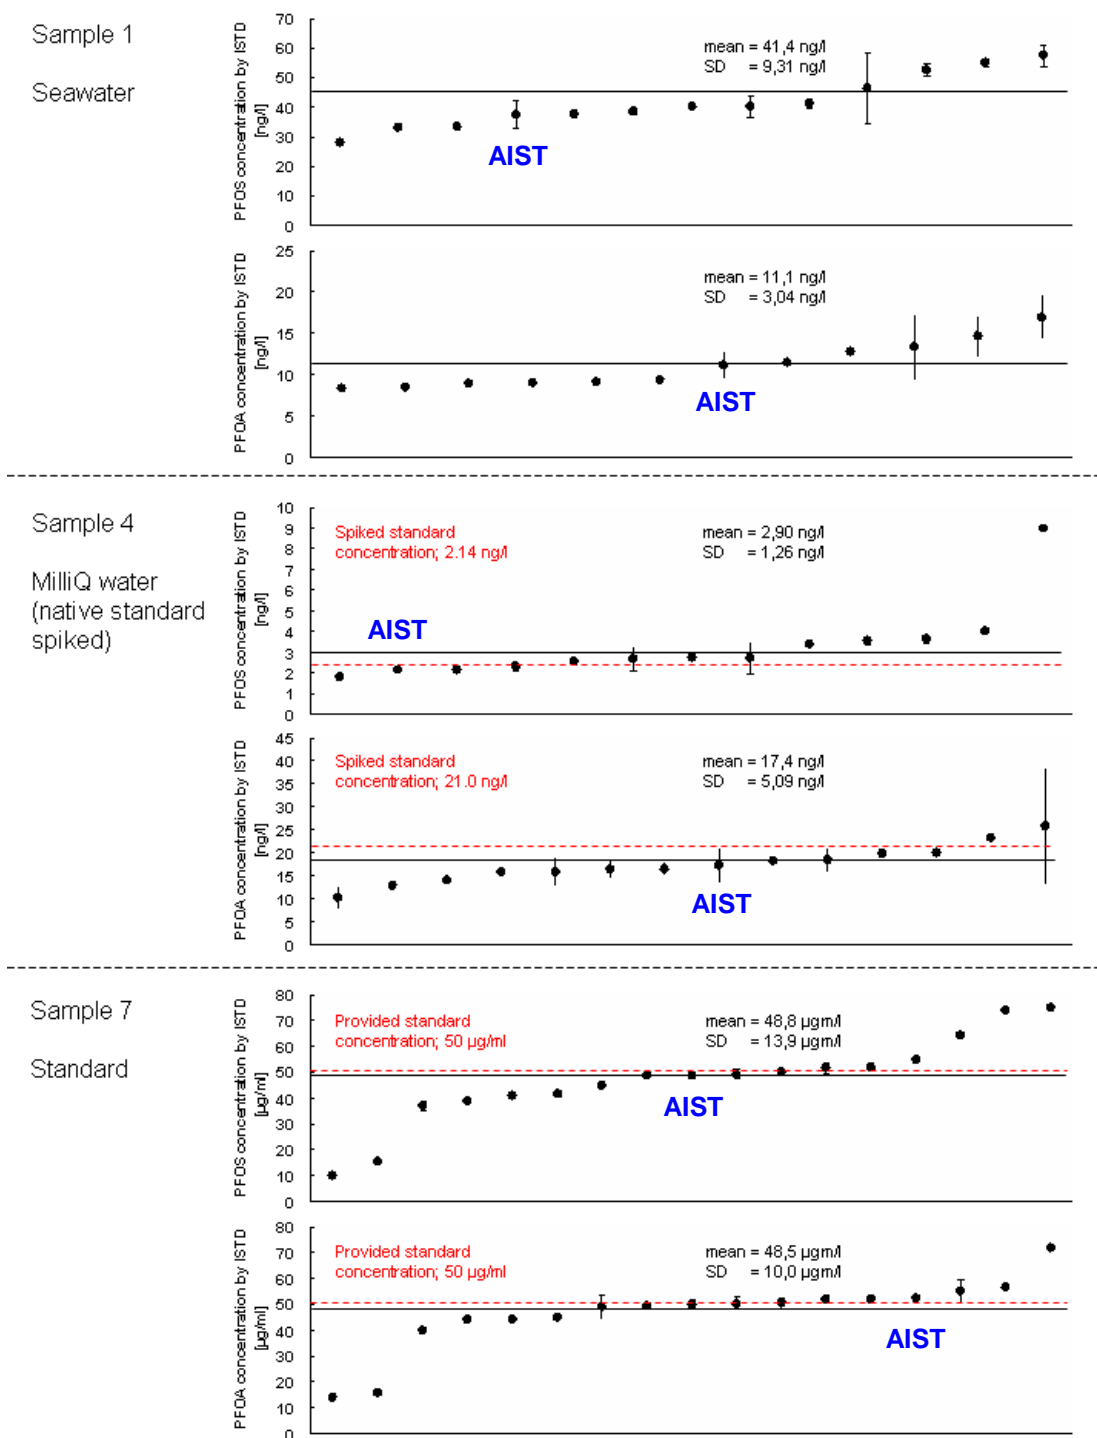 Sample 1
Seawater
PFOS concentration by ISTD
[ng/l]
70
60
50
40
30
20
10
0
mean = 41,4 ng/l
SD = 9,31 ng/l
AIST
PFOA concentration by ISTD
[ng/l]
25
20
15
10
5
0
mean = 11,1 ng/l
SD = 3,04 ng/l
AIST
Sample 4
MilliQ water
(native standard
spiked)
PFOS concentration by ISTD
[ng/l]
10
9
8
7
6
5
4
3
2
1
0
Spiked standard
concentration; 2.14 ng/l
mean = 2,90 ng/l
SD = 1,26 ng/l
AIST
PFOA concentration by ISTD
[ng/l]
45
40
35
30
25
20
15
10
5
0
Spiked standard
concentration; 21.0 ng/l
mean = 17,4 ng/l
SD = 5,09 ng/l
AIST
Sample 7
Standard
PFOS concentration by ISTD
[µg/ml]
80
70
60
50
40
30
20
10
0
Provided standard
concentration; 50 µg/ml
mean = 48,8 µgm/l
SD = 13,9 µgm/l
AIST
PFOA concentration by ISTD
[µg/ml]
80
70
60
50
40
30
20
10
0
Provided standard
concentration; 50 µg/ml
mean = 48,5 µgm/l
SD = 10,0 µgm/l
AIST